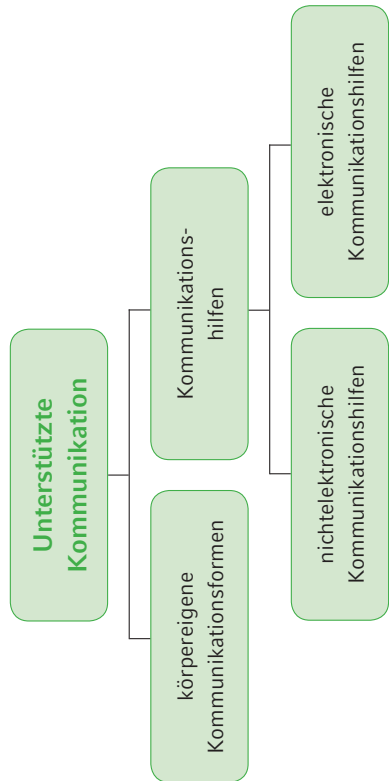 Unterstützte
Kommunikation
körpereigene
Kommunikationsformen
Kommunikations-
hilfen
nichtelektronische
Kommunikationshilfen
elektronische
Kommunikationshilfen